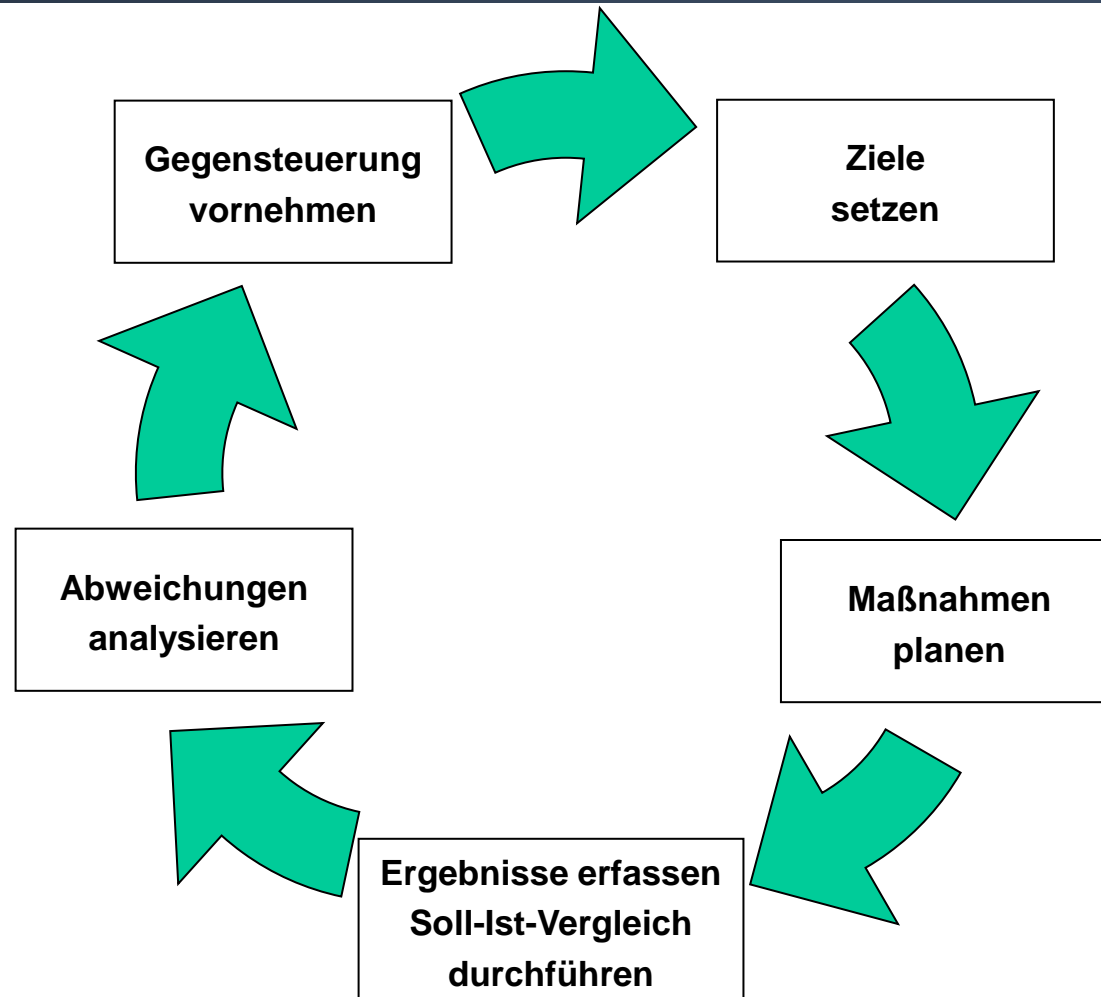 Gegensteuerung
vornehmen
Ziele
setzen
Abweichungen
analysieren
Maßnahmen
planen
Ergebnisse erfassen
Soll-Ist-Vergleich
durchführen